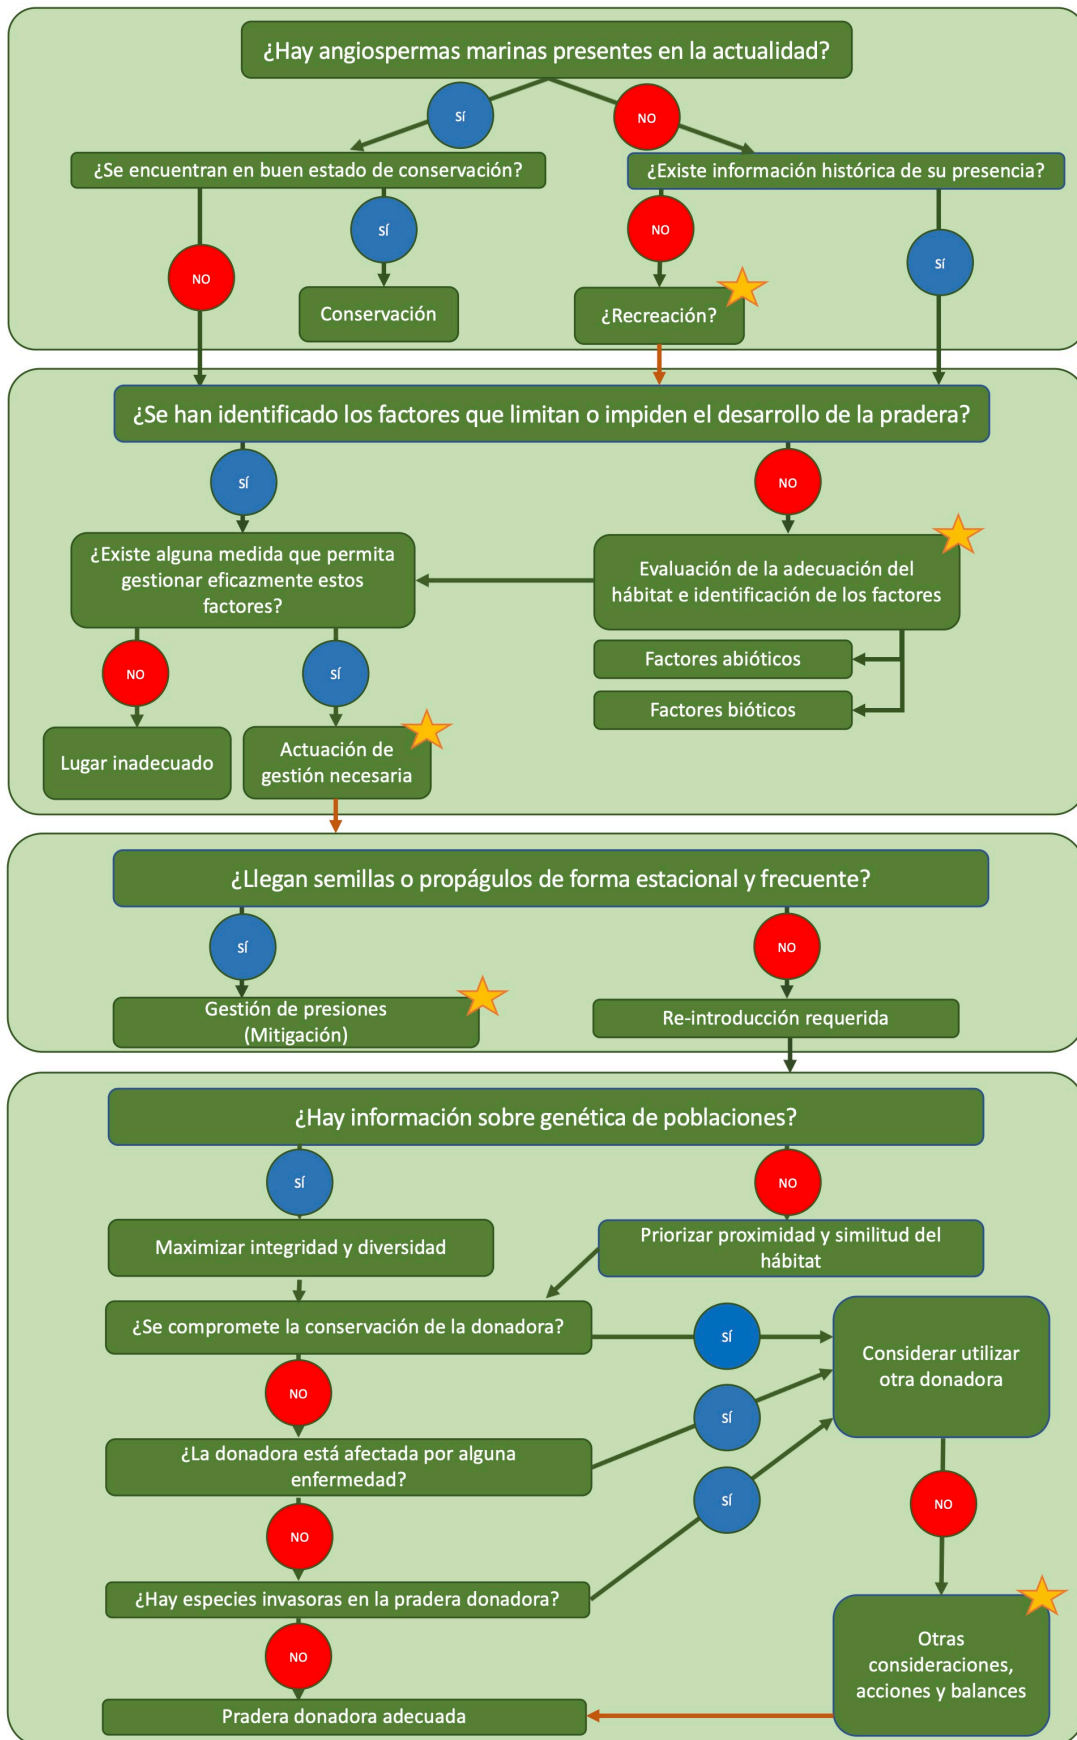 ¿Hay angiospermas marinas presentes en la actualidad?
SÍ
NO
¿Se encuentran en buen estado de conservación?
¿Existe información histórica de su presencia?
NO
SÍ
NO
SÍ
Conservación
¿Recreación?
¿Se han identificado los factores que limitan o impiden el desarrollo de la pradera?
SÍ
NO
¿Existe alguna medida que permita
gestionar eficazmente estos
factores?
Evaluación de la adecuación del
hábitat e identificación de los factores
Factores abióticos
Factores bióticos
NO
SÍ
Lugar inadecuado
Actuación de
gestión necesaria
¿Llegan semillas o propágulos de forma estacional y frecuente?
SÍ
NO
Gestión de presiones
(Mitigación)
Re-introducción requerida
¿Hay información sobre genética de poblaciones?
SÍ
NO
Maximizar integridad y diversidad
Priorizar proximidad y similitud del
hábitat
¿Se compromete la conservación de la donadora?
SÍ
Considerar utilizar
otra donadora
NO
SÍ
¿La donadora está afectada por alguna
enfermedad?
SÍ
NO
NO
¿Hay especies invasoras en la pradera donadora?
NO
Otras
consideraciones,
acciones y balances
Pradera donadora adecuada